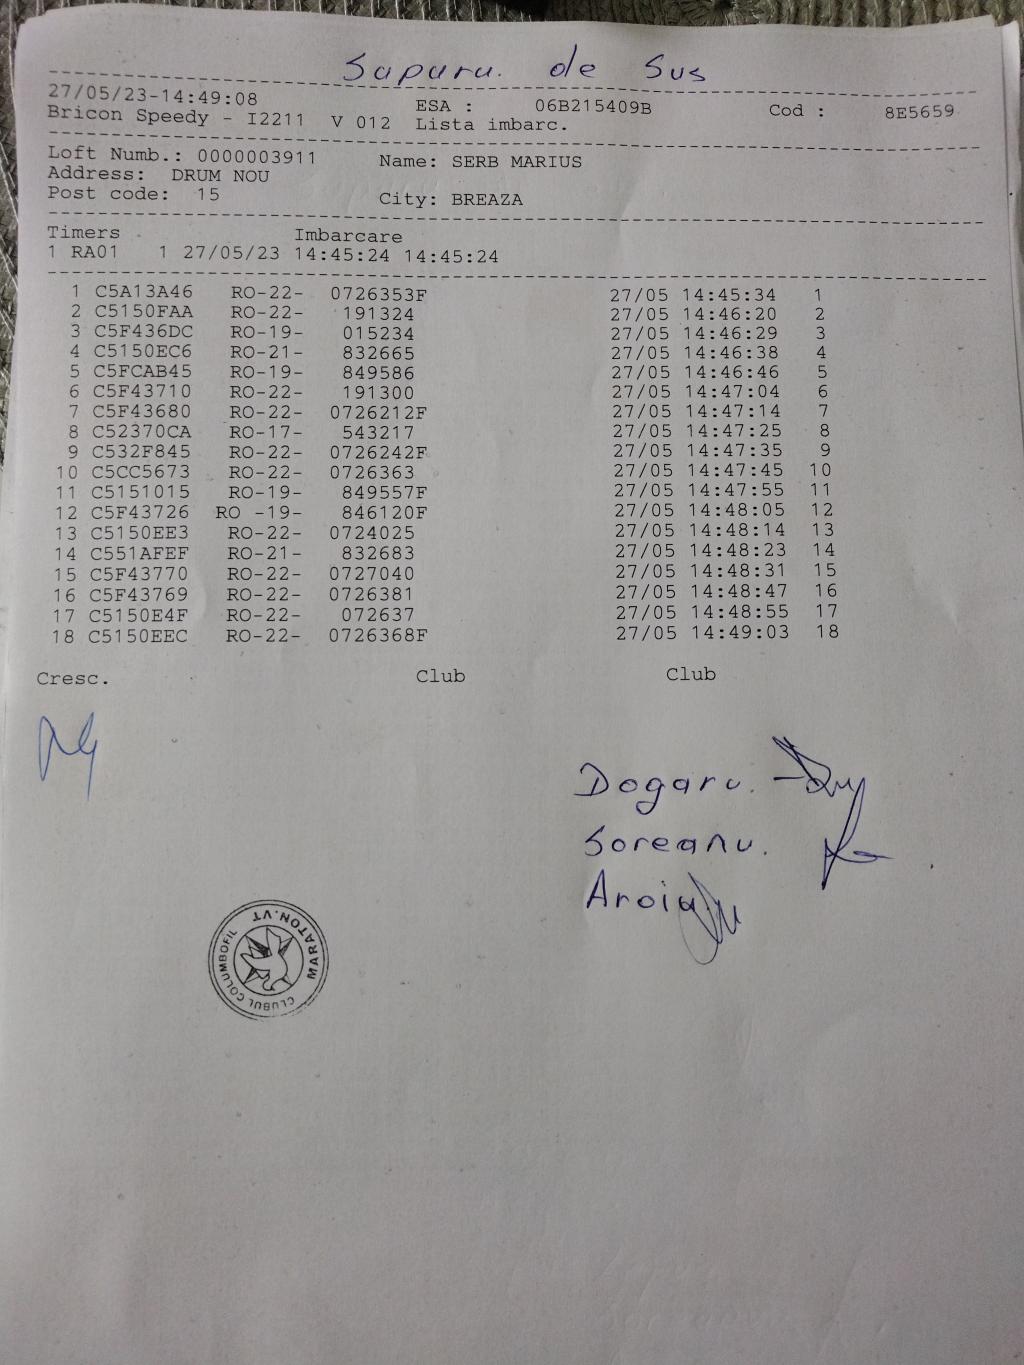 Saparu. de Sus
27/05/23-14:49:08 ESA : 06B215409B Cod : 8E5659
Bricon Speedy - I2211 V 012 Lista imbarc.
Loft Numb.: 0000003911 Name: SERB MARIUS
Address: DRUM NOU
Post code: 15 City: BREAZA
Timers Imbarcare
1 RA01 1 27/05/23 14:45:24 14:45:24
1 C5A13A46 RO-22- 0726353F 27/05 14:45:34 1
2 C5150FAA RO-22- 191324 27/05 14:46:20 2
3 C5F436DC RO-19- 015234 27/05 14:46:29 3
4 C5150EC6 RO-21- 832665 27/05 14:46:38 4
5 C5FCAB45 RO-19- 849586 27/05 14:46:46 5
6 C5F43710 RO-22- 191300 27/05 14:47:04 6
7 C5F43680 RO-22- 0726212F 27/05 14:47:14 7
8 C52370CA RO-17- 543217 27/05 14:47:25 8
9 C532F845 RO-22- 0726242F 27/05 14:47:35 9
10 C5CC5673 RO-22- 0726363 27/05 14:47:45 10
11 C5151015 RO-19- 849557F 27/05 14:47:55 11
12 C5F43726 RO -19- 846120F 27/05 14:48:05 12
13 C5150EE3 RO-22- 0724025 27/05 14:48:14 13
14 C551AFEF RO-21- 832683 27/05 14:48:23 14
15 C5F43770 RO-22- 0727040 27/05 14:48:31 15
16 C5F43769 RO-22- 0726381 27/05 14:48:47 16
17 C5150E4F RO-22- 072637 27/05 14:48:55 17
18 C5150EEC RO-22- 0726368F 27/05 14:49:03 18
Cresc. Club Club
Dogaru.
Soreanu.
Aroia
CLUBUL COLUMBOFIL MARATON.VT